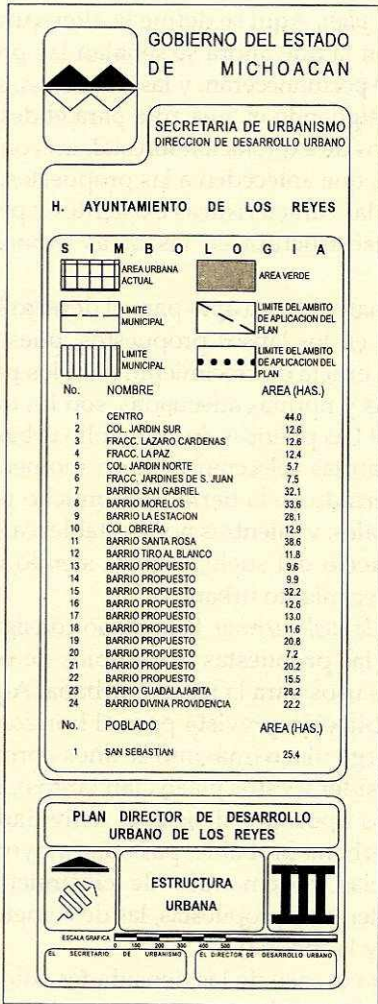 GOBIERNO DEL ESTADO
DE MICHOACAN
SECRETARIA DE URBANISMO
DIRECCION DE DESARROLLO URBANO
H. AYUNTAMIENTO DE LOS REYES
SIMBOLOGIA
AREA URBANA ACTUAL
AREA VERDE
LIMITE MUNICIPAL
LIMITE DEL AMBITO DE APLICACION DEL PLAN
LIMITE MUNICIPAL
LIMITE DEL AMBITO DE APLICACION DEL PLAN
No. NOMBRE AREA (HAS.)
CENTRO 44.0
2 COL. JARDIN SUR 12.6
3 FRACC. LAZARO CARDENAS 12.6
4 FRACC. LA PAZ 12.4
5 COL. JARDIN NORTE 5.7
6 FRACC. JARDINES DE S. JUAN 7.5
7 BARRIO SAN GABRIEL 32.1
8 BARRIO MORELOS 33.6
9 BARRIO LA ESTACION 28.1
10 COL. OBRERA 12.9
11 BARRIO SANTA ROSA 38.6
12 BARRIO TIRO AL BLANCO 11.8
13 BARRIO PROPUESTO 9.6
14 BARRIO PROPUESTO 9.9
15 BARRIO PROPUESTO 32.2
16 BARRIO PROPUESTO 12.6
17 BARRIO PROPUESTO 13.0
18 BARRIO PROPUESTO 11.6
19 BARRIO PROPUESTO 20.8
20 BARRIO PROPUESTO 7.2
21 BARRIO PROPUESTO 20.2
22 BARRIO PROPUESTO 15.5
23 BARRIO GUADALAJARITA 28.2
24 BARRIO DIVINA PROVIDENCIA 22.2
No. POBLADO AREA (HAS.)
1 SAN SEBASTIAN 25.4
PLAN DIRECTOR DE DESARROLLO
URBANO DE LOS REYES
ESTRUCTURA
URBANA
III
ESCALA GRAFICA 0 100 200 300 400 500
EL SECRETARIO DE URBANISMO
EL DIRECTOR DE DESARROLLO URBANO